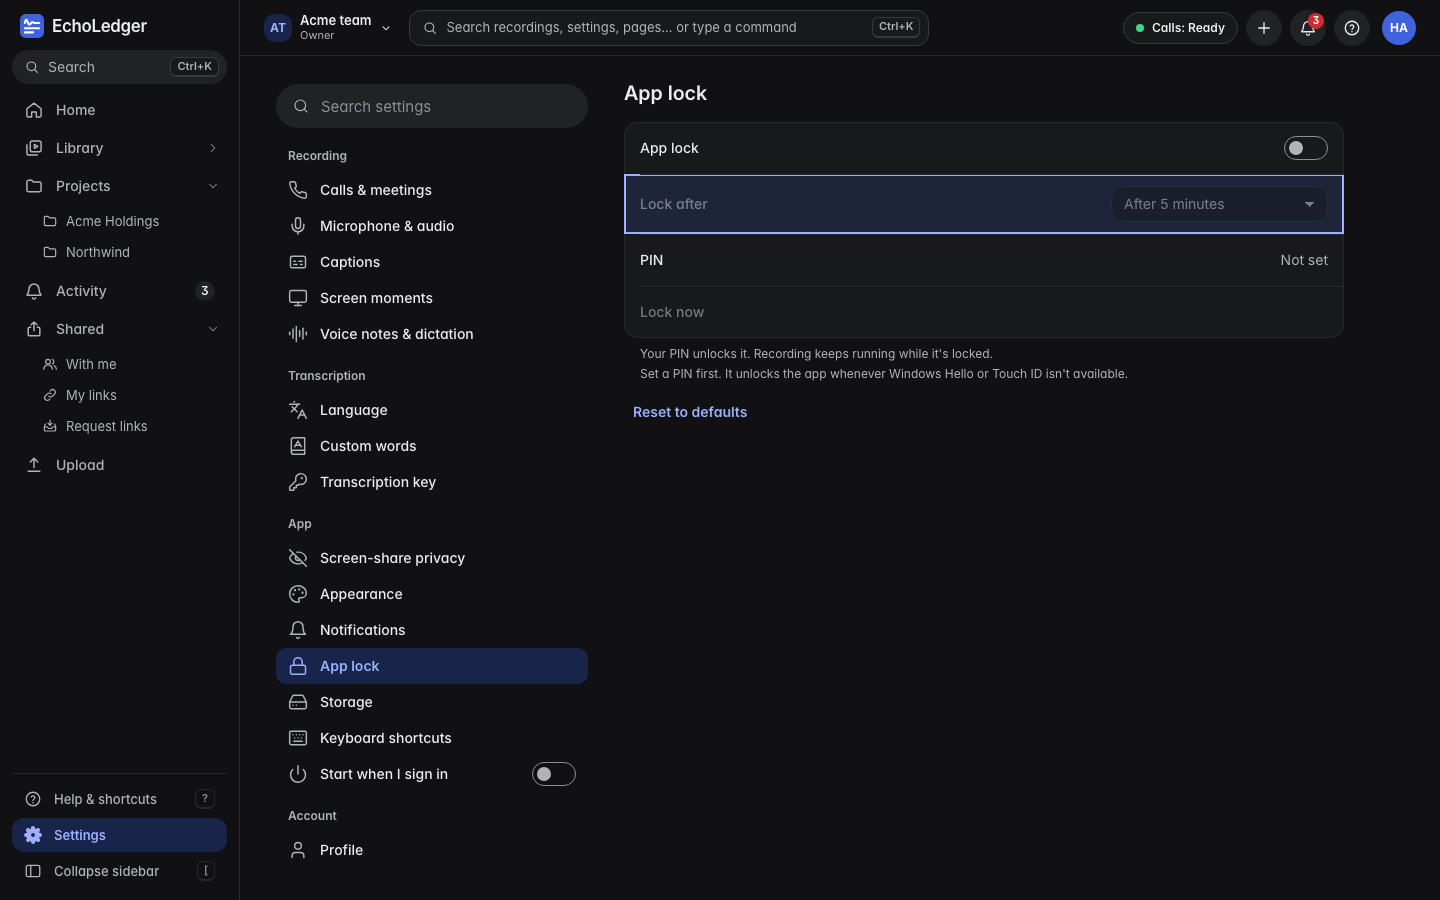 EchoLedger
Search Ctrl+K
Home
Library
Projects
Acme Holdings
Northwind
Activity 3
Shared
With me
My links
Request links
Upload
Help & shortcuts ?
Settings
Collapse sidebar [
AT Acme team
Owner
Search recordings, settings, pages... or type a command Ctrl+K
Calls: Ready
3
HA
Search settings
Recording
Calls & meetings
Microphone & audio
Captions
Screen moments
Voice notes & dictation
Transcription
Language
Custom words
Transcription key
App
Screen-share privacy
Appearance
Notifications
App lock
Storage
Keyboard shortcuts
Start when I sign in
Account
Profile
App lock
App lock
Lock after After 5 minutes
PIN Not set
Lock now
Your PIN unlocks it. Recording keeps running while it's locked.
Set a PIN first. It unlocks the app whenever Windows Hello or Touch ID isn't available.
Reset to defaults